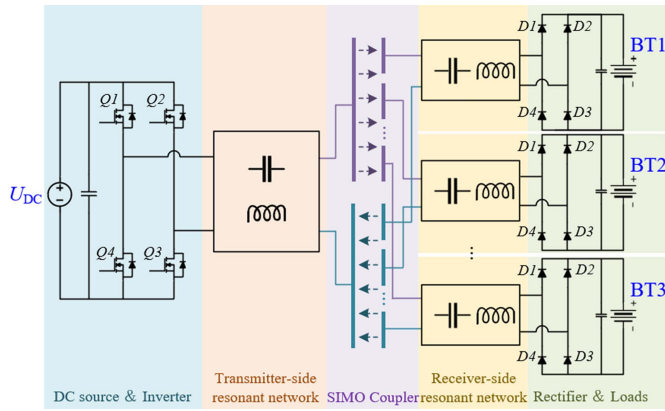 D1
D2
BT1
+
-
D4
D3
Q1
Q2
UDC
+
−
Q4
Q3
D1
D2
BT2
+
-
D4
D3
D1
D2
BT3
+
-
D4
D3
DC source & Inverter
Transmitter-side
resonant network
SIMO Coupler
Receiver-side
resonant network
Rectifier & Loads